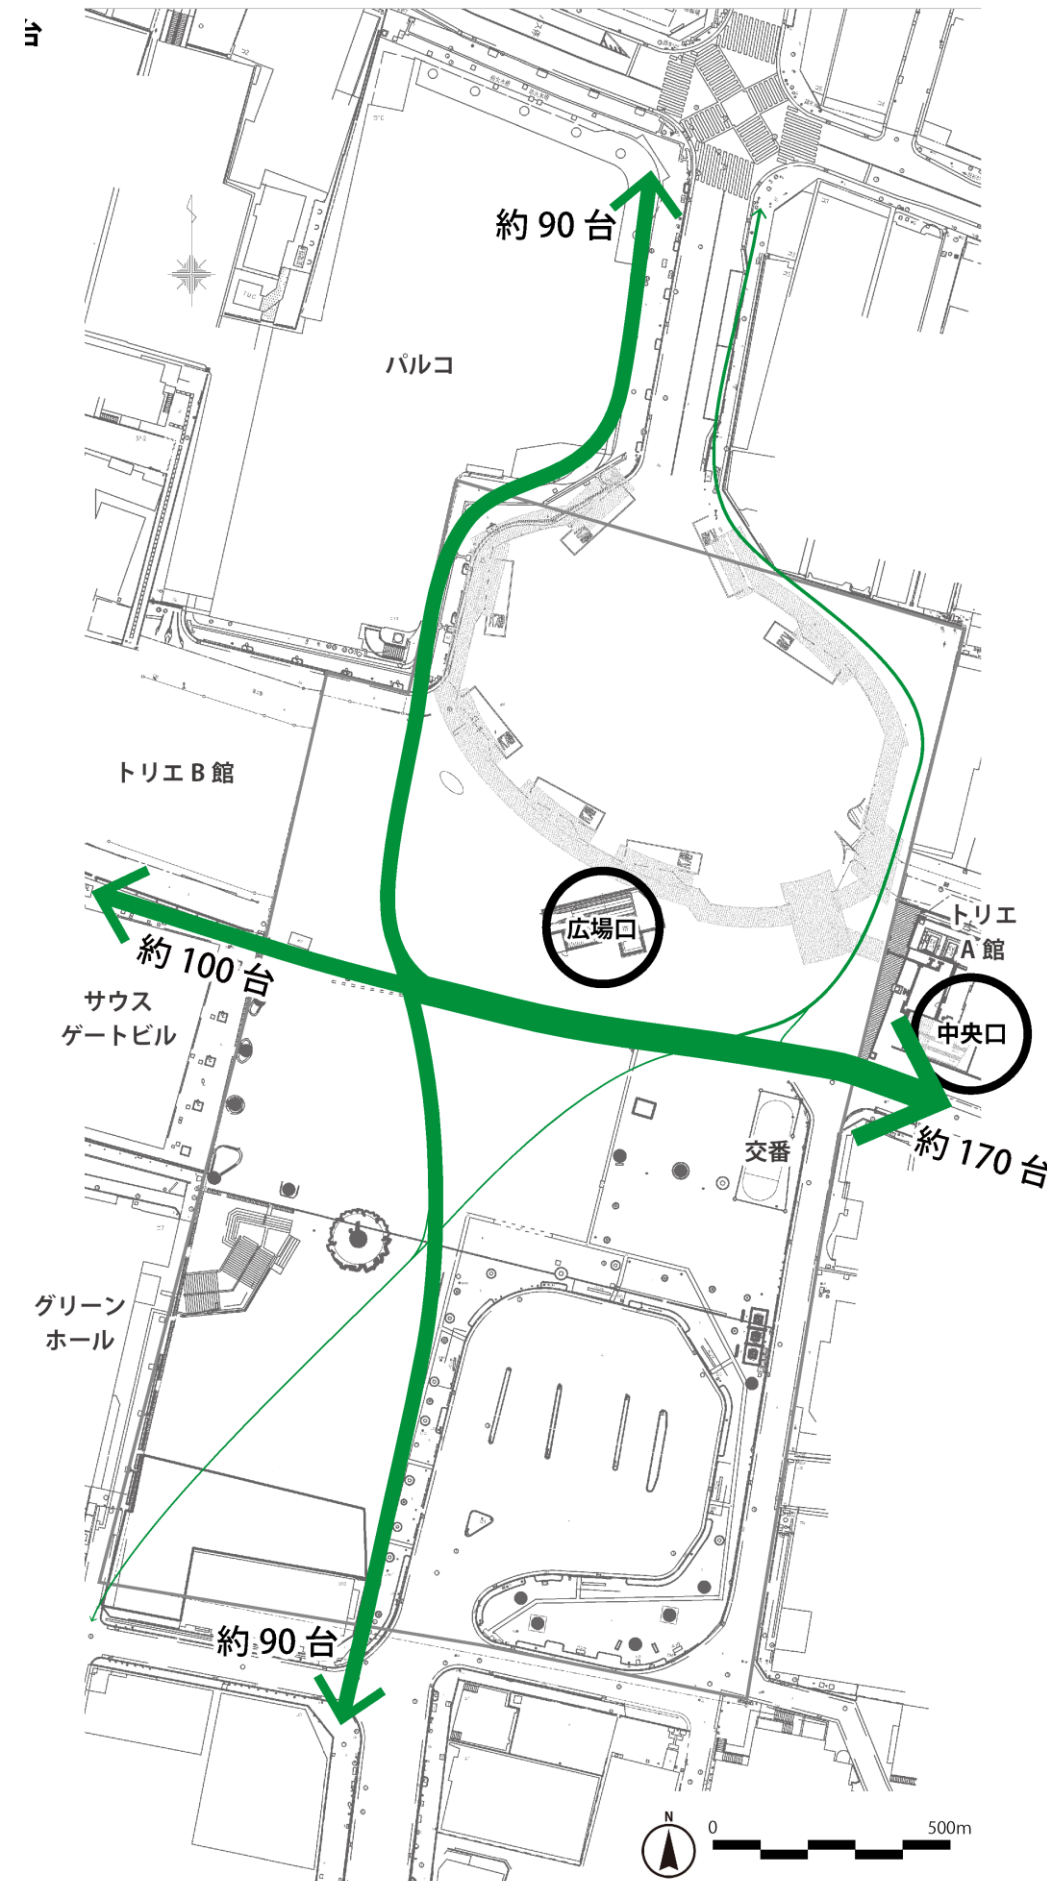 台
約 90 台
パルコ
トリエ B 館
広場口
トリエ
A 館
約 100 台
サウス
ゲートビル
中央口
交番
約 170 台
グリーン
ホール
約 90 台
N
0
500m